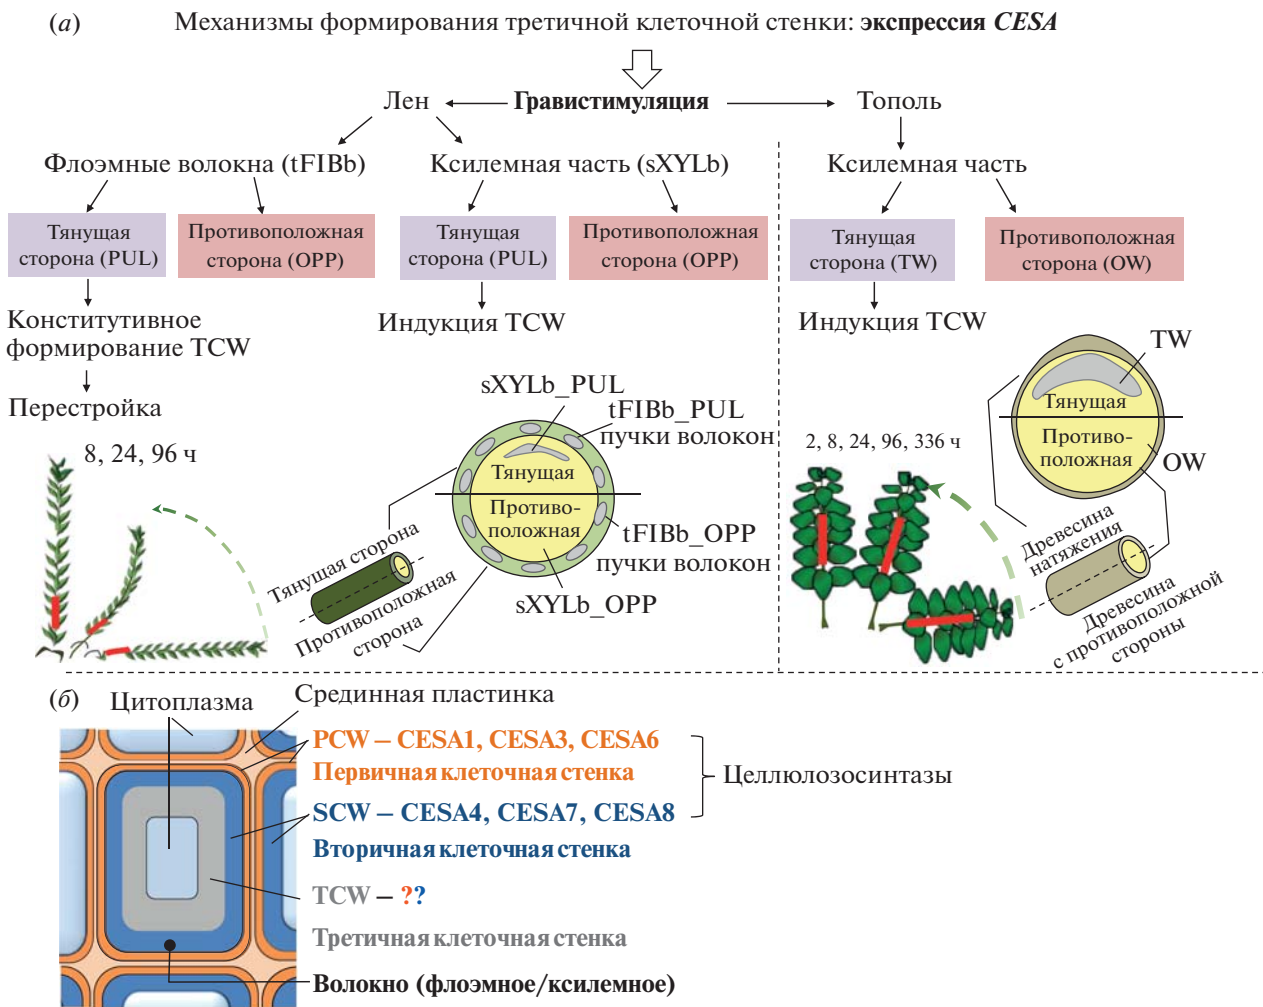 (а) Механизмы формирования третичной клеточной стенки: экспрессия CESA
Лен
Гравистимуляция
Тополь
Флоэмные волокна (tFIBb)
Ксилемная часть (sXYLb)
Ксилемная часть
Тянущая
сторона (PUL)
Противоположная
сторона (OPP)
Тянущая
сторона (PUL)
Противоположная
сторона (OPP)
Тянущая
сторона (TW)
Противоположная
сторона (OW)
Конститутивное
формирование TCW
Индукция TCW
Индукция TCW
Перестройка
8, 24, 96 ч
sXYLb_PUL
tFIBb_PUL
пучки волокон
Тянущая
Противо-
положная
tFIBb_OPP
пучки волокон
sXYLb_OPP
Тянущая сторона
Противоположная
сторона
2, 8, 24, 96, 336 ч
TW
Тянущая
Противо-
положная
OW
Древесина
натяжения
Древесина
с противоположной
стороны
(б)
Цитоплазма
Срединная пластинка
PCW – CESA1, CESA3, CESA6
Первичная клеточная стенка
Целлюлозосинтазы
SCW – CESA4, CESA7, CESA8
Вторичная клеточная стенка
TCW – ??
Третичная клеточная стенка
Волокно (флоэмное/ксилемное)